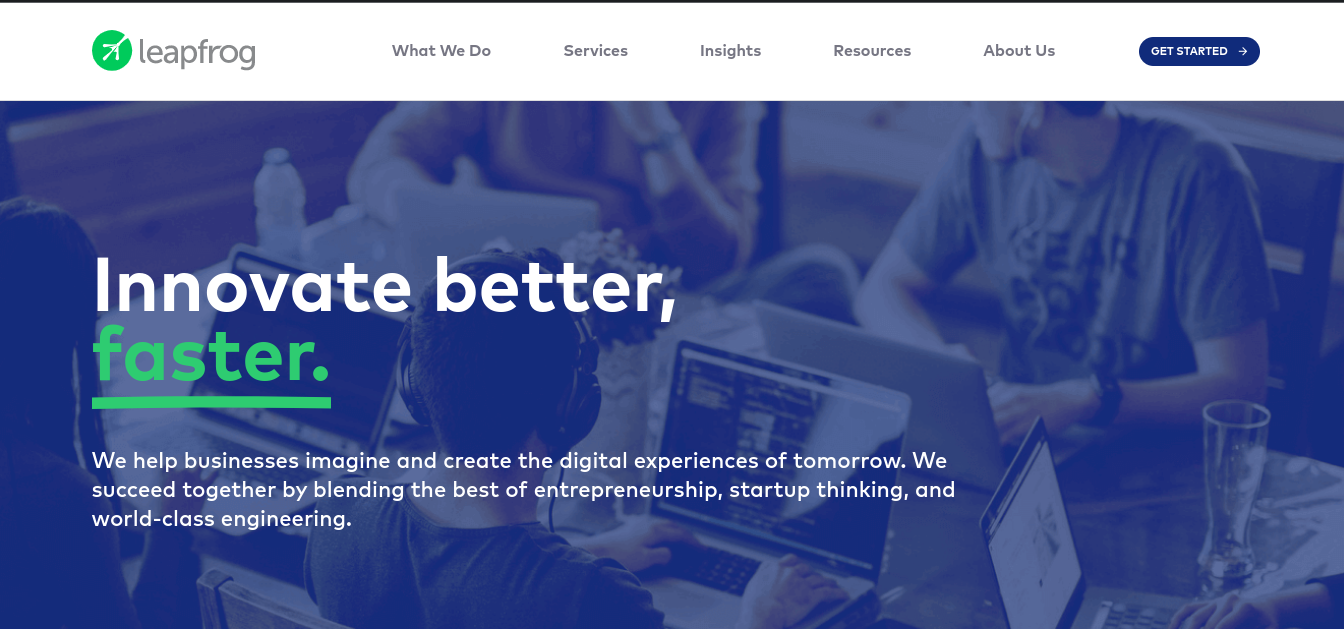 leapfrog
What We Do
Services
Insights
Resources
About Us
GET STARTED →
Innovate better,
faster.
We help businesses imagine and create the digital experiences of tomorrow. We
succeed together by blending the best of entrepreneurship, startup thinking, and
world-class engineering.